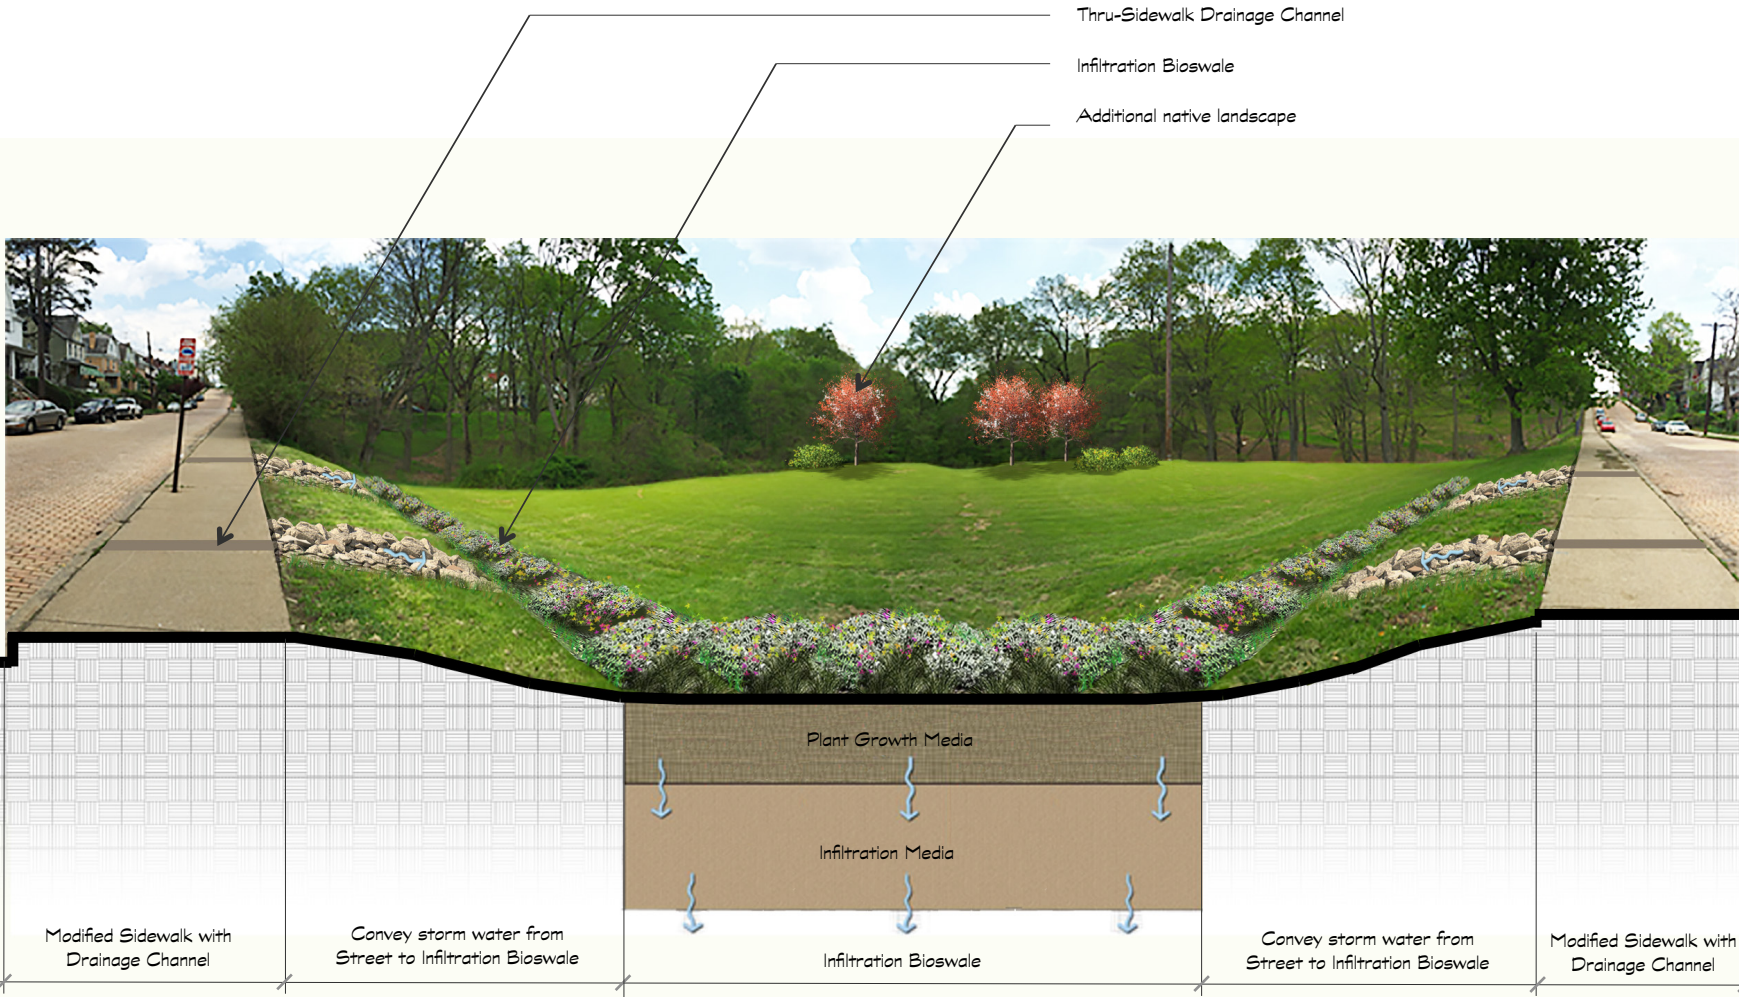 Thru-Sidewalk Drainage Channel
Infiltration Bioswale
Additional native landscape
Plant Growth Media
Infiltration Media
Modified Sidewalk with
Drainage Channel
Convey storm water from
Street to Infiltration Bioswale
Infiltration Bioswale
Convey storm water from
Street to Infiltration Bioswale
Modified Sidewalk with
Drainage Channel